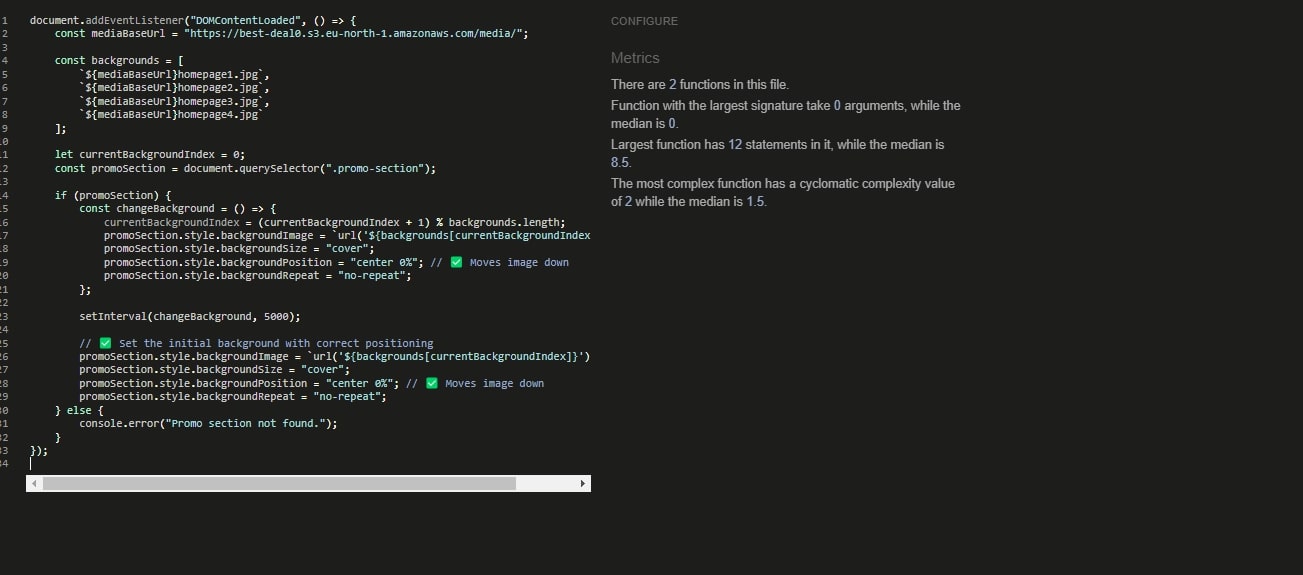 1 document.addEventListener("DOMContentLoaded", () => {
2 const mediaBaseUrl = "https://best-deal0.s3.eu-north-1.amazonaws.com/media/";
3
4 const backgrounds = [
5 `${mediaBaseUrl}homepage1.jpg`,
6 `${mediaBaseUrl}homepage2.jpg`,
7 `${mediaBaseUrl}homepage3.jpg`,
8 `${mediaBaseUrl}homepage4.jpg`
9 ];
10
11 let currentBackgroundIndex = 0;
12 const promoSection = document.querySelector(".promo-section");
13
14 if (promoSection) {
15 const changeBackground = () => {
16 currentBackgroundIndex = (currentBackgroundIndex + 1) % backgrounds.length;
17 promoSection.style.backgroundImage = `url('${backgrounds[currentBackgroundIndex
18 promoSection.style.backgroundSize = "cover";
19 promoSection.style.backgroundPosition = "center 0%"; // ✅ Moves image down
20 promoSection.style.backgroundRepeat = "no-repeat";
21 };
22
23 setInterval(changeBackground, 5000);
24
25 // ✅ Set the initial background with correct positioning
26 promoSection.style.backgroundImage = `url('${backgrounds[currentBackgroundIndex]}')
27 promoSection.style.backgroundSize = "cover";
28 promoSection.style.backgroundPosition = "center 0%"; // ✅ Moves image down
29 promoSection.style.backgroundRepeat = "no-repeat";
30 } else {
31 console.error("Promo section not found.");
32 }
33 });
34
CONFIGURE
Metrics
There are 2 functions in this file.
Function with the largest signature take 0 arguments, while the
median is 0.
Largest function has 12 statements in it, while the median is
8.5.
The most complex function has a cyclomatic complexity value
of 2 while the median is 1.5.